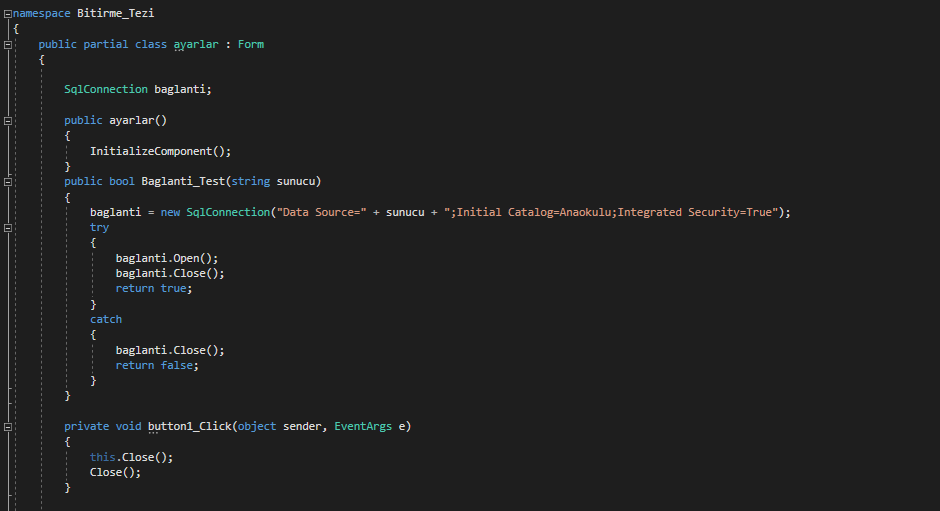 namespace Bitirme_Tezi
{
    public partial class ayarlar : Form
    {
        SqlConnection baglanti;
        public ayarlar()
        {
            InitializeComponent();
        }
        public bool Baglanti_Test(string sunucu)
        {
            baglanti = new SqlConnection("Data Source=" + sunucu + ";Initial Catalog=Anaokulu;Integrated Security=True");
            try
            {
                baglanti.Open();
                baglanti.Close();
                return true;
            }
            catch
            {
                baglanti.Close();
                return false;
            }
        }
        private void button1_Click(object sender, EventArgs e)
        {
            this.Close();
            Close();
        }